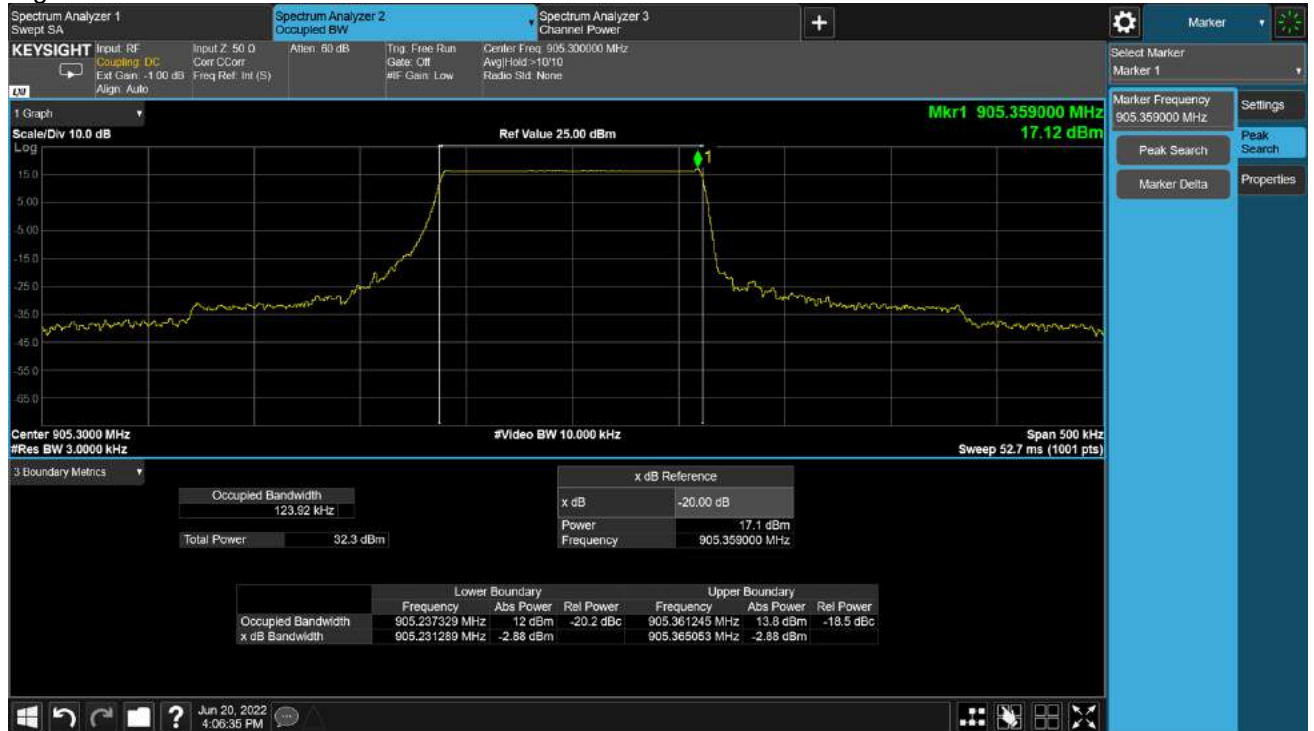 Spectrum Analyzer 1
Swept SA
Spectrum Analyzer 2
Occupied BW
Spectrum Analyzer 3
Channel Power
+
Marker
KEYSIGHT
Input: RF
Coupling: DC
Ext Gain: -1.00 dB
Align: Auto
Input Z: 50 Ω
Corr CCorr
Freq Ref: Int (S)
Atten: 60 dB
Trig: Free Run
Gate: Off
#IF Gain: Low
Center Freq: 905.300000 MHz
Avg|Hold:>10/10
Radio Std: None
LXI
Select Marker
Marker 1
Marker Frequency
905.359000 MHz
Peak Search
Marker Delta
Settings
Peak
Search
Properties
1 Graph
Scale/Div 10.0 dB
Ref Value 25.00 dBm
Mkr1 905.359000 MHz
17.12 dBm
Log
1
15.0
5.00
-5.00
-15.0
-25.0
-35.0
-45.0
-55.0
-65.0
Center 905.3000 MHz
#Res BW 3.0000 kHz
#Video BW 10.000 kHz
Span 500 kHz
Sweep 52.7 ms (1001 pts)
3 Boundary Metrics
Occupied Bandwidth
123.92 kHz
Total Power 32.3 dBm
x dB Reference
x dB -20.00 dB
Power 17.1 dBm
Frequency 905.359000 MHz
Lower Boundary Upper Boundary
Frequency Abs Power Rel Power Frequency Abs Power Rel Power
Occupied Bandwidth 905.237329 MHz 12 dBm -20.2 dBc 905.361245 MHz 13.8 dBm -18.5 dBc
x dB Bandwidth 905.231289 MHz -2.88 dBm 905.365053 MHz -2.88 dBm
?
Jun 20, 2022
4:06:35 PM